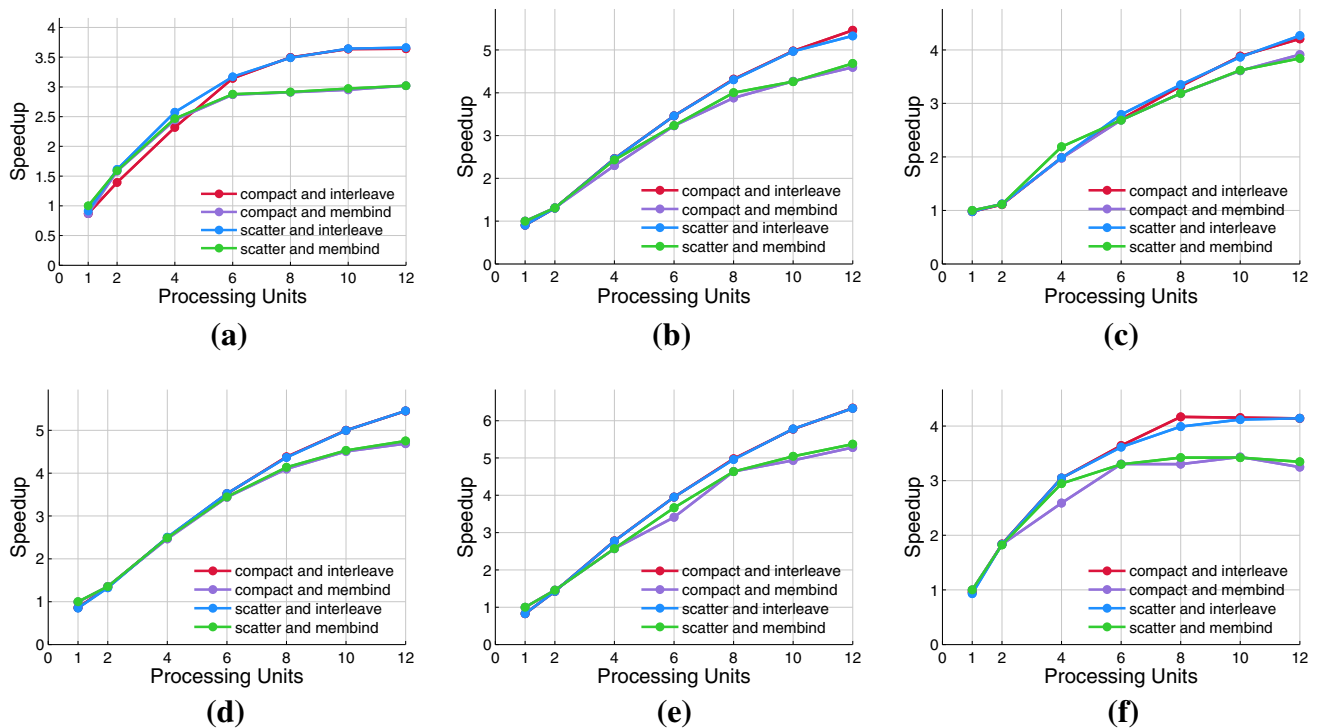 4
3.5
3
2.5
2
1.5
1
0.5
0
Speedup
compact and interleave
compact and membind
scatter and interleave
scatter and membind
0 1 2 4 6 8 10 12
Processing Units
(a)
5
4
3
2
1
0
Speedup
compact and interleave
compact and membind
scatter and interleave
scatter and membind
0 1 2 4 6 8 10 12
Processing Units
(b)
4
3
2
1
0
Speedup
compact and interleave
compact and membind
scatter and interleave
scatter and membind
0 1 2 4 6 8 10 12
Processing Units
(c)
5
4
3
2
1
0
Speedup
compact and interleave
compact and membind
scatter and interleave
scatter and membind
0 1 2 4 6 8 10 12
Processing Units
(d)
6
5
4
3
2
1
0
Speedup
compact and interleave
compact and membind
scatter and interleave
scatter and membind
0 1 2 4 6 8 10 12
Processing Units
(e)
4
3
2
1
0
Speedup
compact and interleave
compact and membind
scatter and interleave
scatter and membind
0 1 2 4 6 8 10 12
Processing Units
(f)